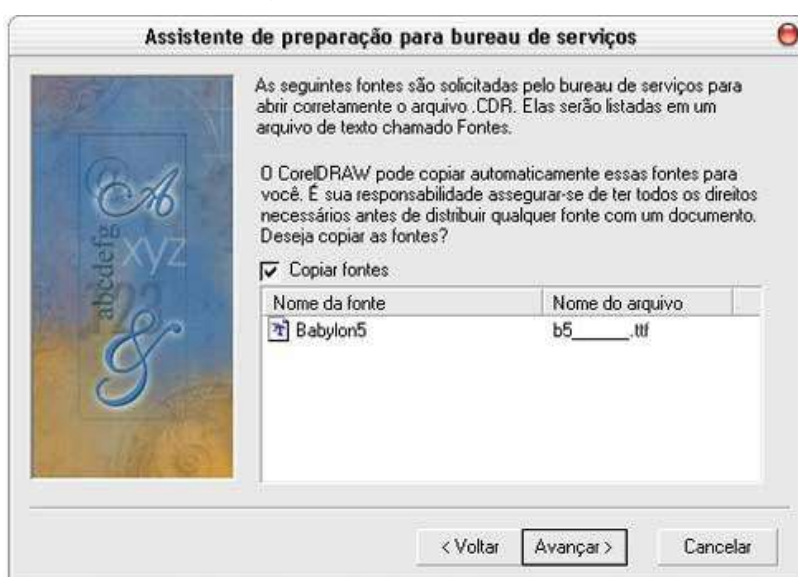 Assistente de preparação para bureau de serviços
As seguintes fontes são solicitadas pelo bureau de serviços para
abrir corretamente o arquivo .CDR. Elas serão listadas em um
arquivo de texto chamado Fontes.
O CorelDRAW pode copiar automaticamente essas fontes para
você. É sua responsabilidade assegurar-se de ter todos os direitos
necessários antes de distribuir qualquer fonte com um documento.
Deseja copiar as fontes?
Copiar fontes
Nome da fonte Nome do arquivo
Babylon5 b5______.ttf
@
A
abcdefg
xyz
123
&
< Voltar Avançar > Cancelar